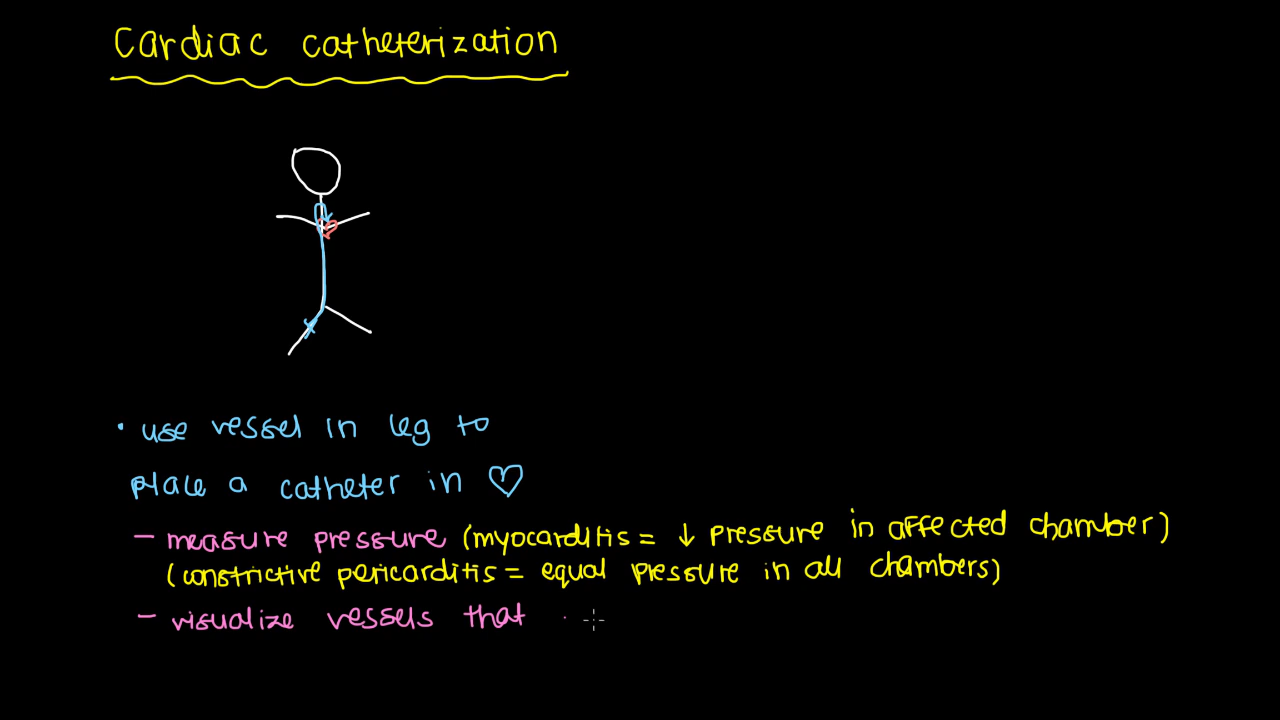 Cardiac catheterization
• use vessel in leg to
place a catheter in ♡
– measure pressure (myocarditis = ↓ pressure in affected chamber)
(constrictive pericarditis = equal pressure in all chambers)
– visualize vessels that